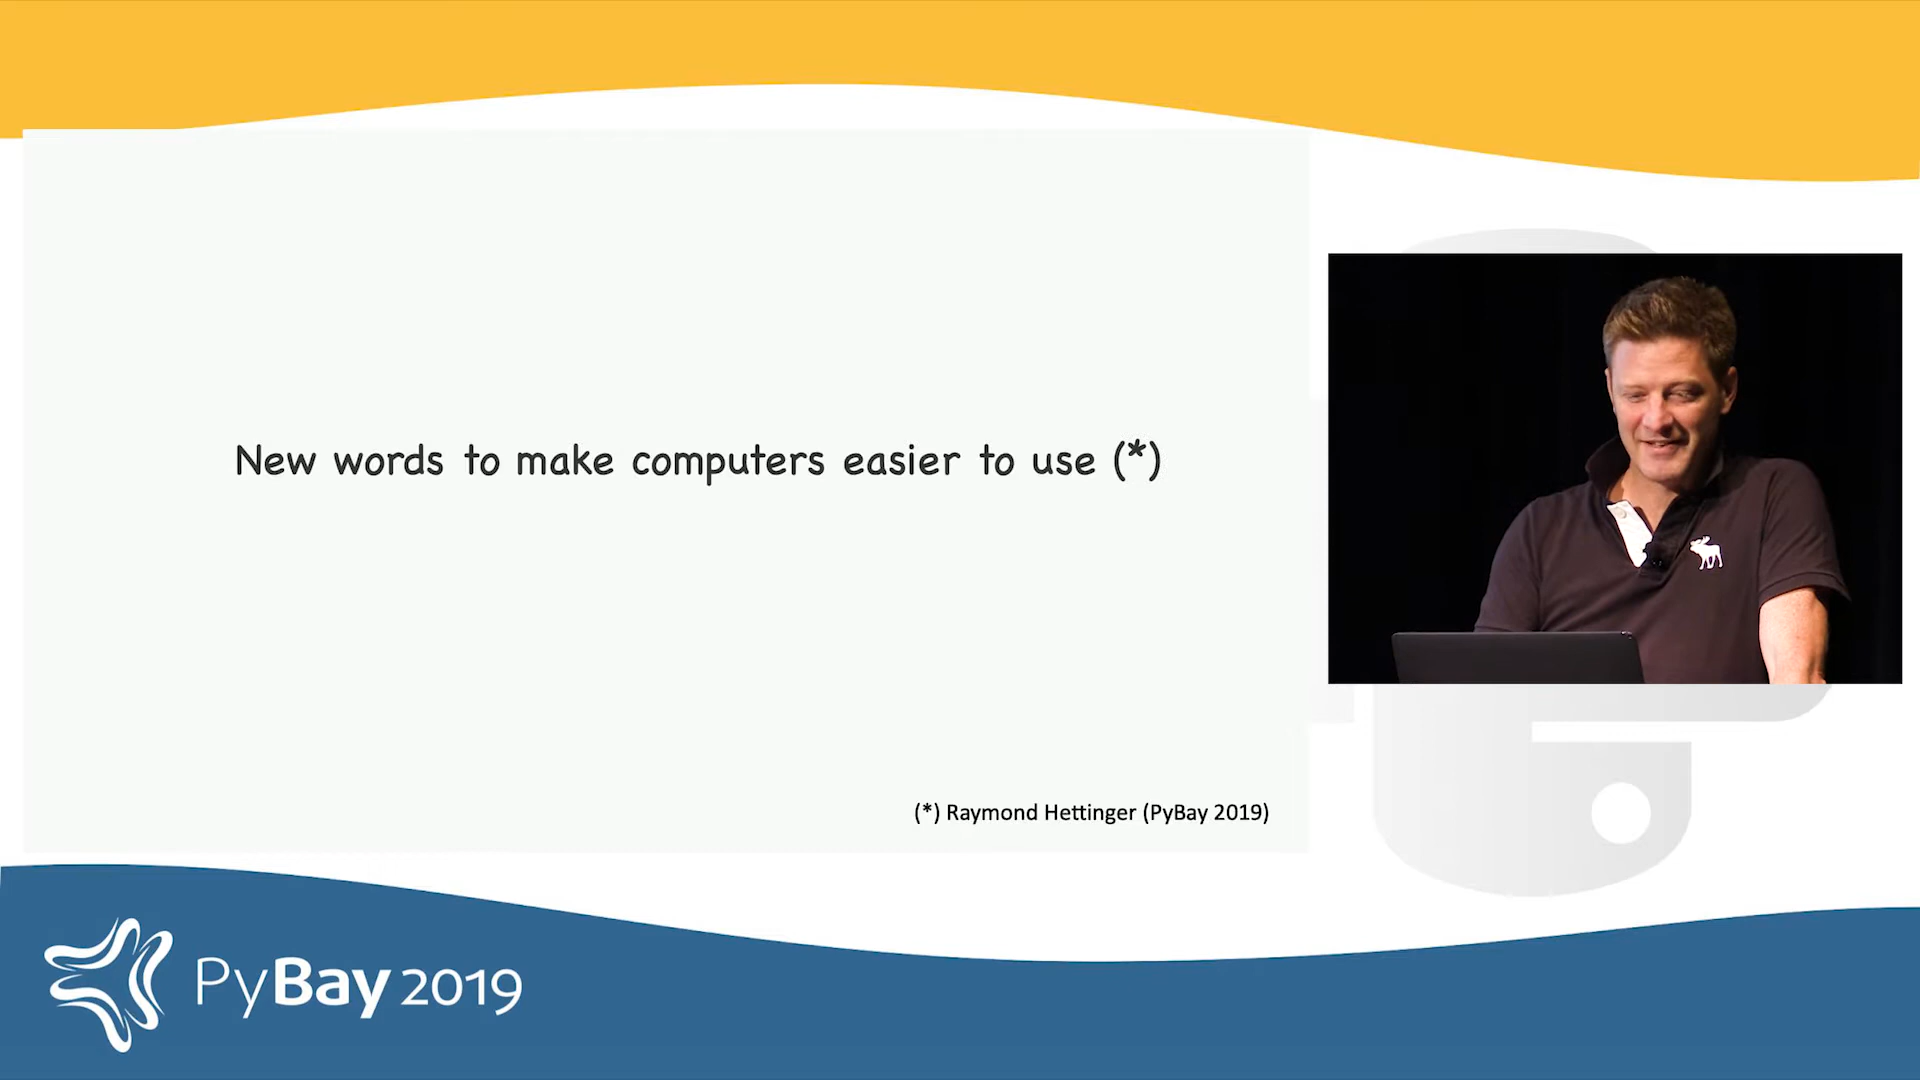 New words to make computers easier to use (*)
(*) Raymond Hettinger (PyBay 2019)
PyBay 2019